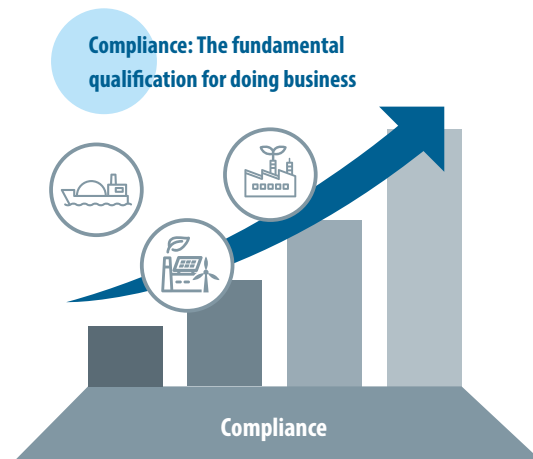 Compliance: The fundamental
qualification for doing business
Compliance